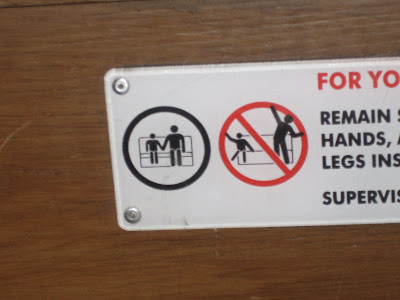 FOR YO
REMAIN S
HANDS, A
LEGS INS
SUPERVIS